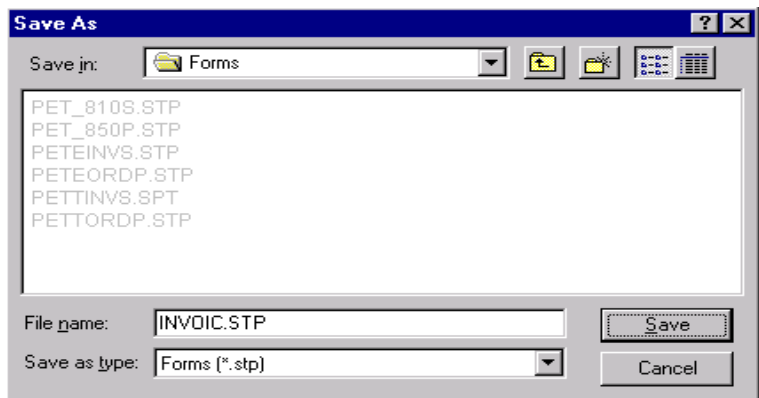 Save As
Save in: Forms
PET_810S.STP
PET_850P.STP
PETEINVS.STP
PETEORDP.STP
PETTINVS.SPT
PETTORDP.STP
File name: INVOIC.STP Save
Save as type: Forms (*.stp) Cancel